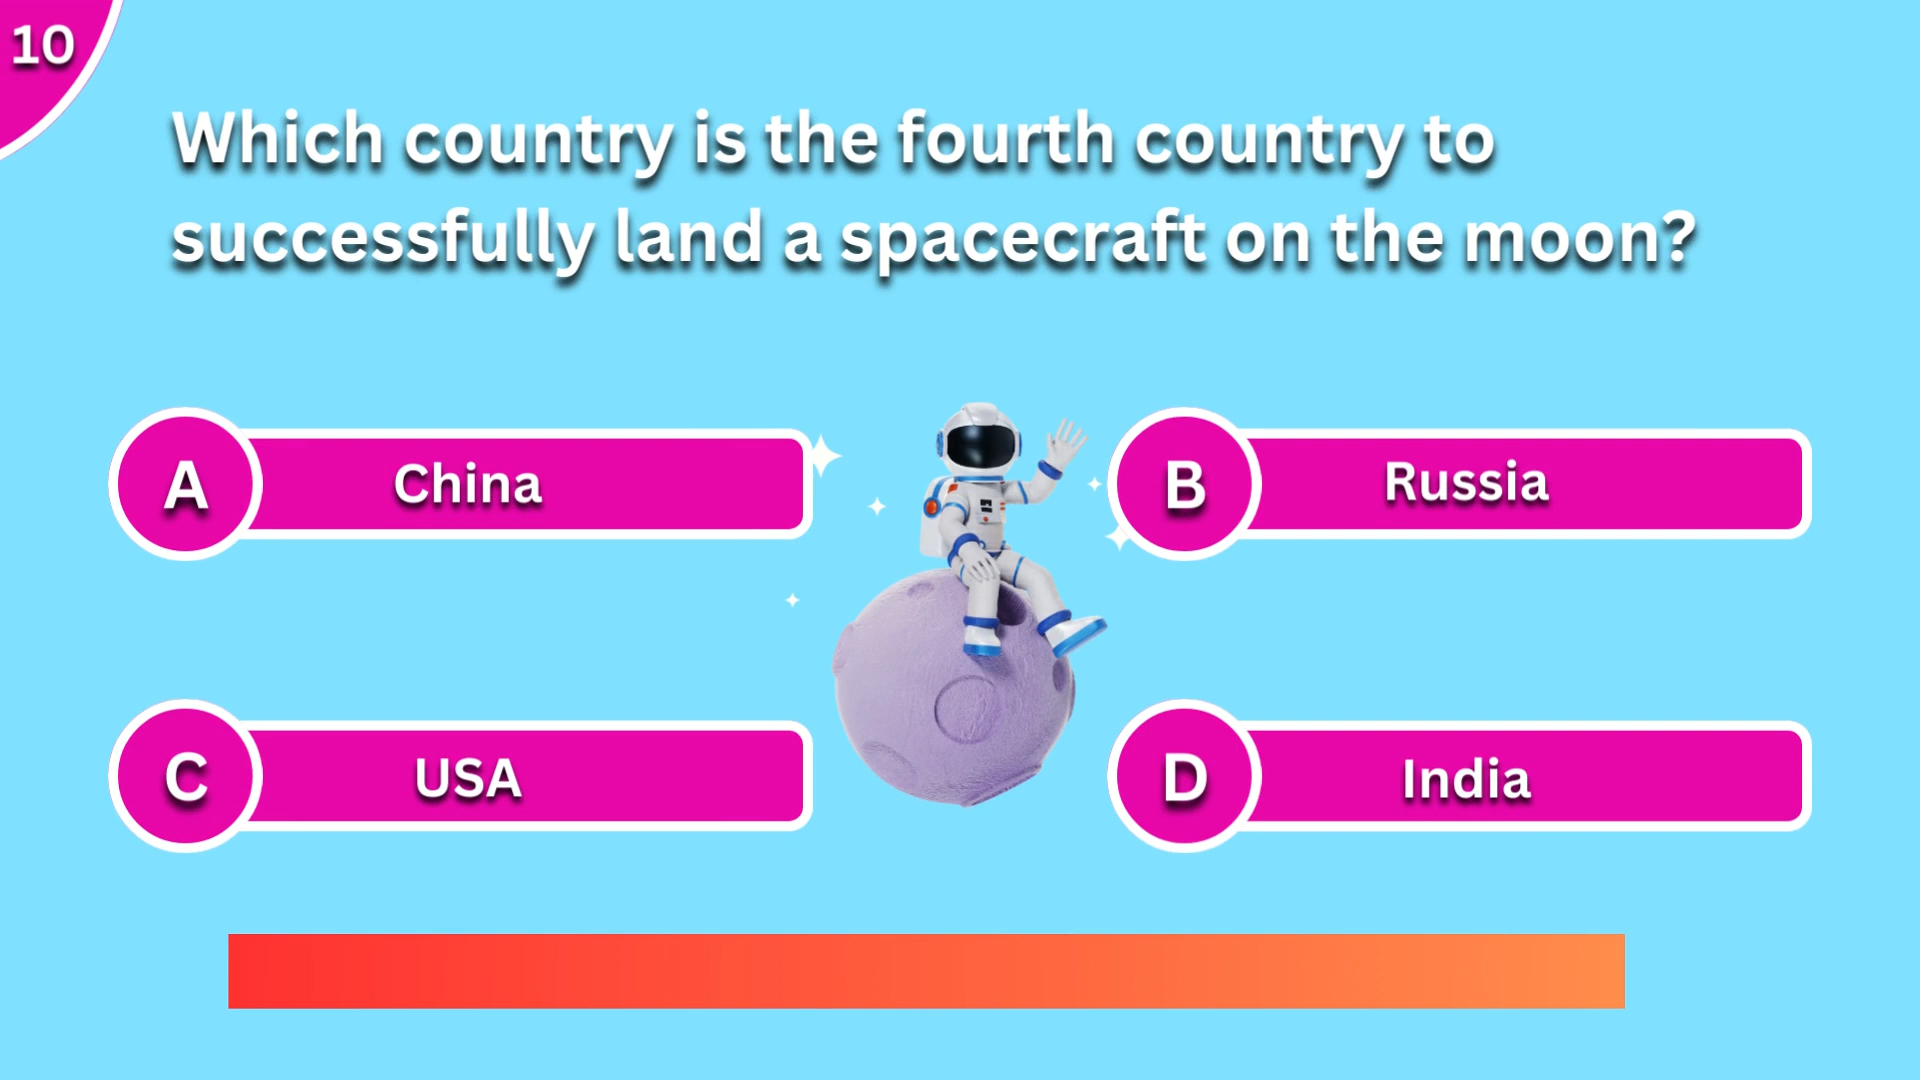 10
Which country is the fourth country to
successfully land a spacecraft on the moon?
A China
B Russia
C USA
D India